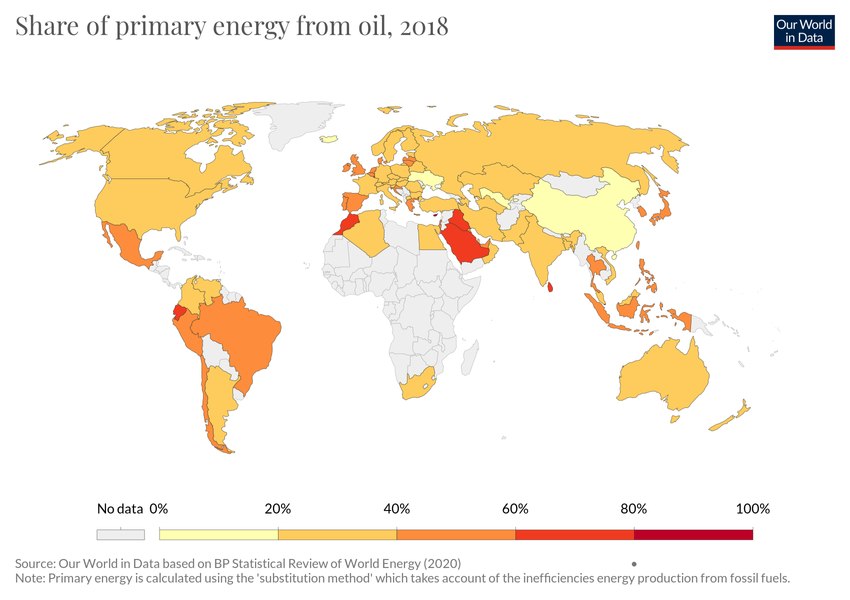 Share of primary energy from oil, 2018
Our World
in Data
No data 0% 20% 40% 60% 80% 100%
Source: Our World in Data based on BP Statistical Review of World Energy (2020)
Note: Primary energy is calculated using the 'substitution method' which takes account of the inefficiencies energy production from fossil fuels.